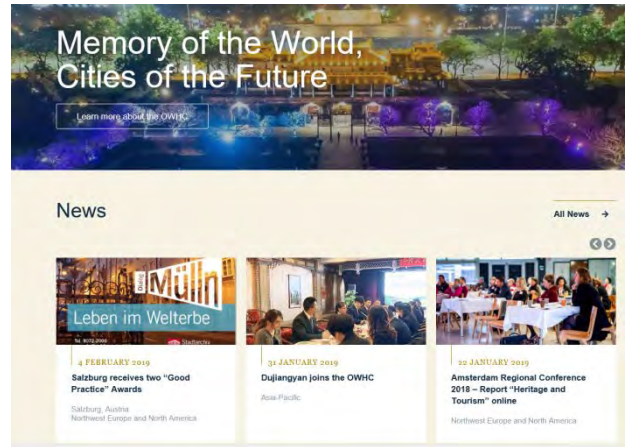 Memory of the World,
Cities of the Future
Learn more about the OWHC
News
All News →
Dialog
Mülln
Leben im Welterbe
Stadtarchiv
4 FEBRUARY 2019
Salzburg receives two “Good
Practice” Awards
Salzburg, Austria
Northwest Europe and North America
31 JANUARY 2019
Dujiangyan joins the OWHC
Asia-Pacific
22 JANUARY 2019
Amsterdam Regional Conference
2018 – Report “Heritage and
Tourism” online
Northwest Europe and North America